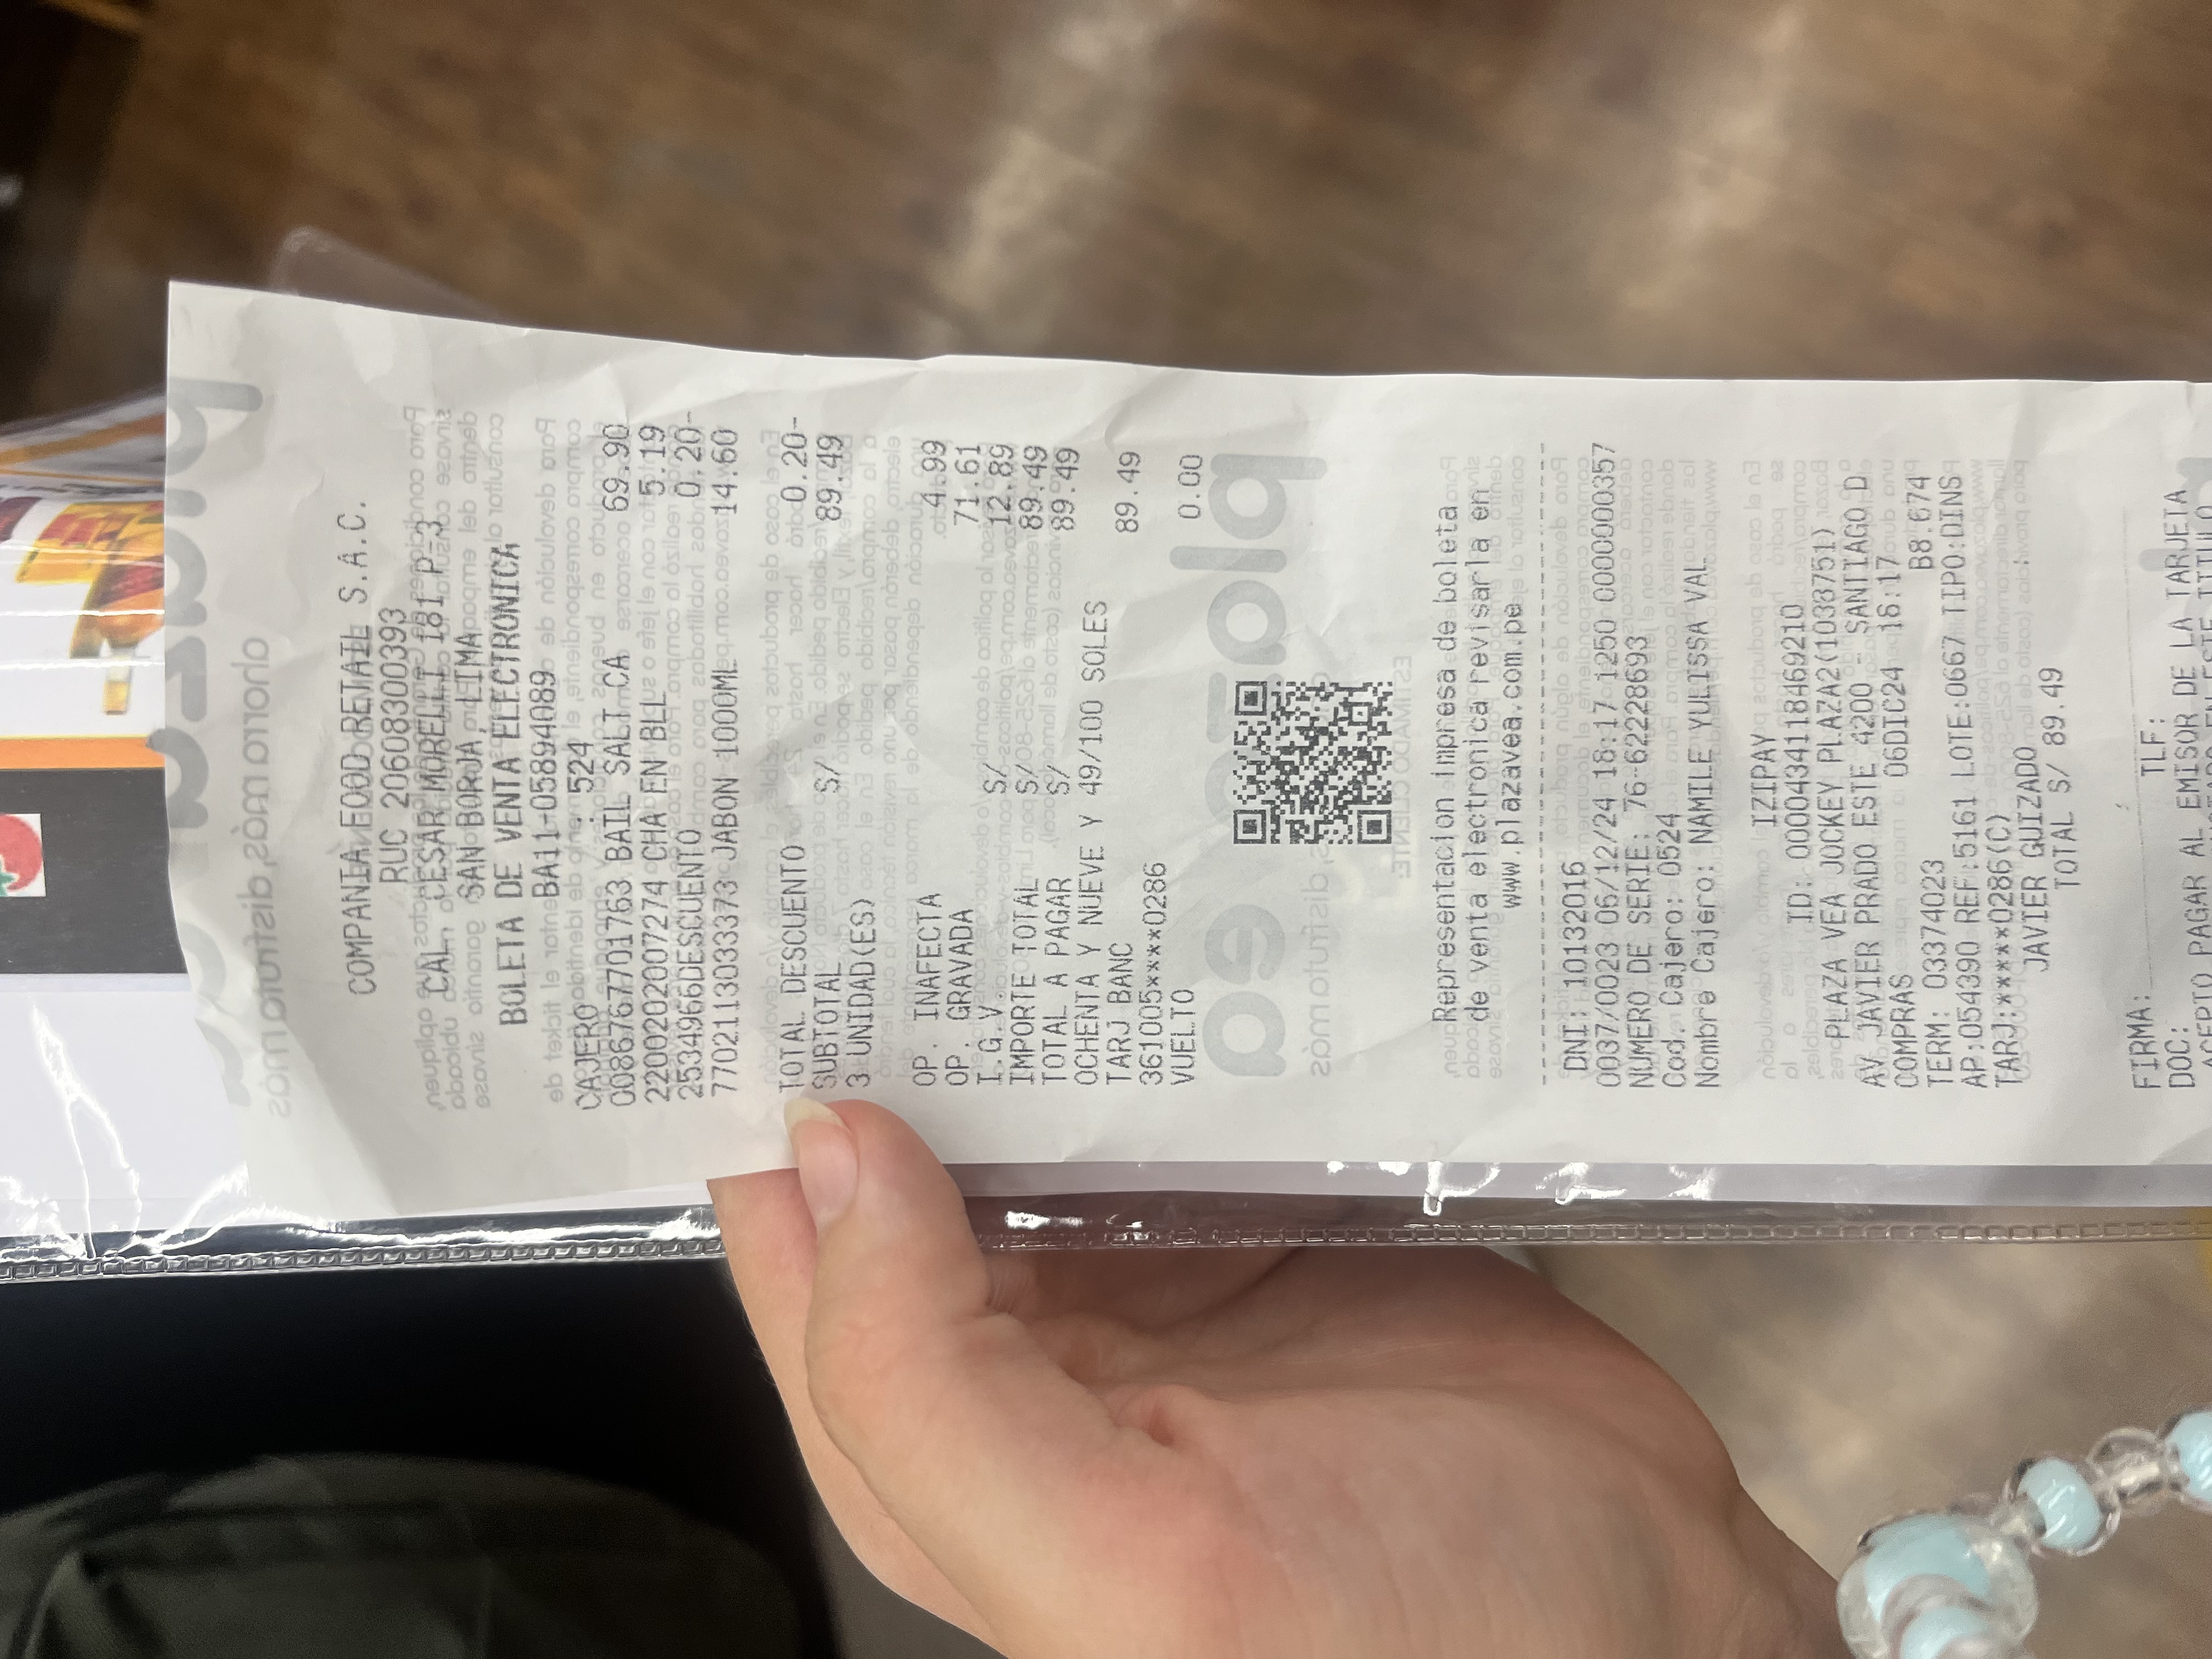 COMPANIA FOOD RETAIL S.A.C.
RUC 20608300393
CAL. CESAR MORELLI 181 P-3
SAN BORJA, LIMA
BOLETA DE VENTA ELECTRONICA
BA11-05894089
CAJERO : 524
0086767701763 BAIL SALT CA 69.90
2200202007274 CHA EN BLL 5.19
2534966DESCUENTO 0.20-
7702113033373 JABON 1000ML 14.60
TOTAL DESCUENTO 0.20-
SUBTOTAL S/ 89.49
3 UNIDAD(ES)
OP. INAFECTA 4.99
OP. GRAVADA 71.61
I.G.V. S/ 12.89
IMPORTE TOTAL S/ 89.49
TOTAL A PAGAR S/ 89.49
OCHENTA Y NUEVE Y 49/100 SOLES
TARJ BANC 89.49
361005****0286
VUELTO 0.00
Representacion impresa de boleta
de venta electronica revisarla en
www.plazavea.com.pe
DNI: 10132016
0037/0023 06/12/24 18:17 1250 0000000357
NUMERO DE SERIE: 76-62228693
Cod. Cajero: 0524
Nombre Cajero: NAMILE YULISSA VAL
IZIPAY
ID: 0000434118469210
PLAZA VEA JOCKEY PLAZA2(1038751)
AV JAVIER PRADO ESTE 4200 - SANTIAGO D
COMPRAS 06DIC24 18:17
TERM: 03374023 B8.674
AP:054390 REF:5161 LOTE:0667 TIPO:DINS
TARJ:*****0286(C)
JAVIER GUIZADO
TOTAL S/ 89.49
FIRMA:
TLF:
DOC:
ACEPTO PAGAR AL EMISOR DE LA TARJETA
EN ESTE TITULO